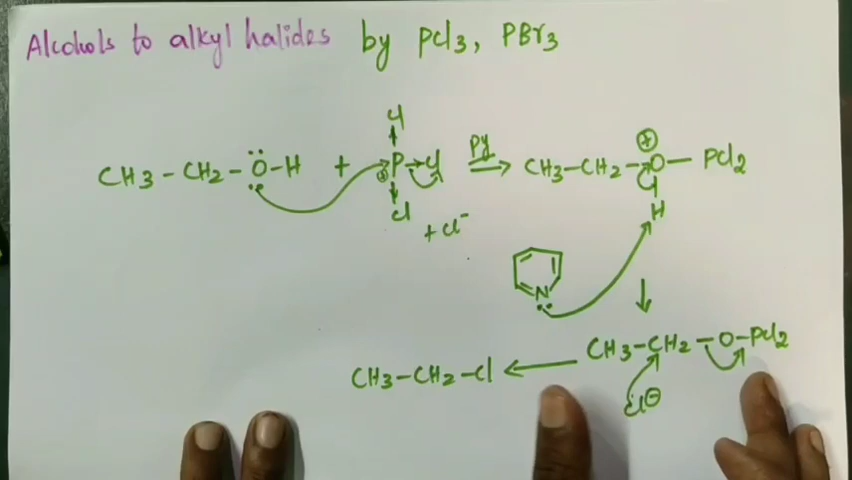 Alcohols to alkyl halides by PCl3, PBr3
Cl
CH3-CH2-Ö-H + P Cl Py CH3-CH2-O-PCl2
⊕
Cl
H
+ Cl-
N
CH3-CH2-O-PCl2
CH3-CH2-Cl
Cl⊖